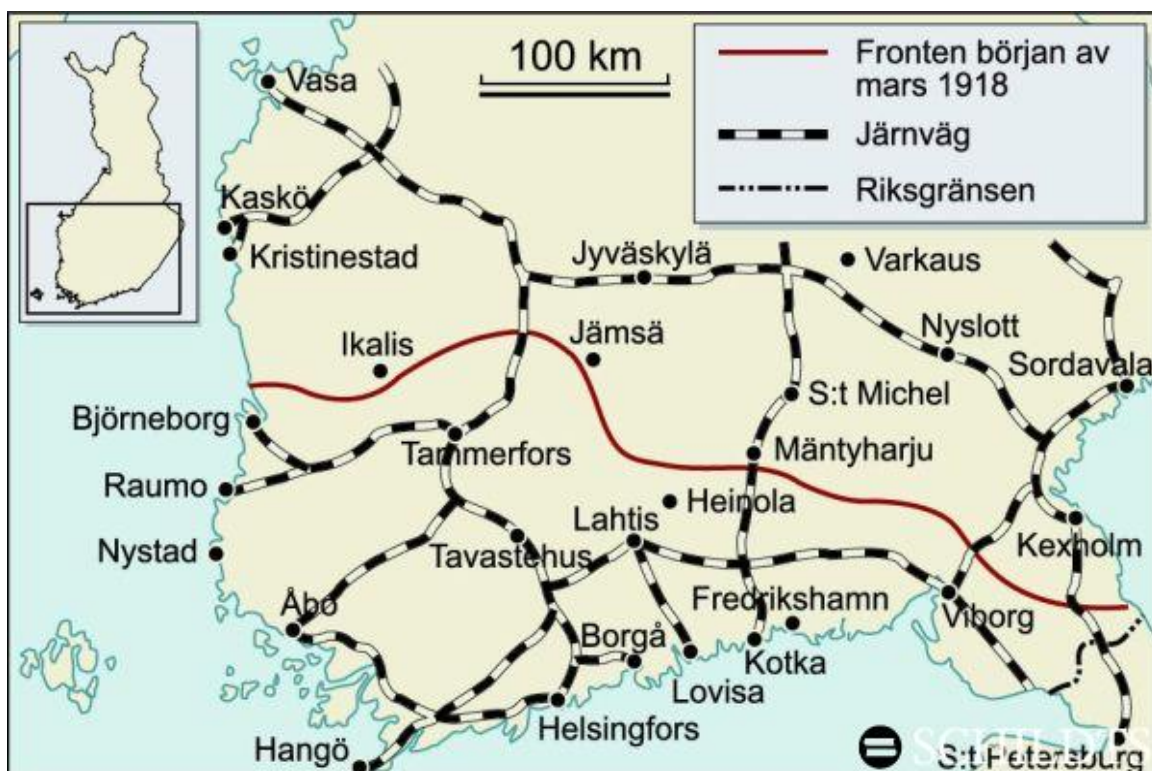 Vasa
100 km
Fronten början av
mars 1918
Järnväg
Riksgränsen
Kaskö
Kristinestad
Jyväskylä
Varkaus
Nyslott
Sordavala
Ikalis
Jämsä
S:t Michel
Björneborg
Tammerfors
Mäntyharju
Raumo
Heinola
Lahtis
Nystad
Tavastehus
Kexholm
Åbo
Fredrikshamn
Viborg
Borgå
Kotka
Lovisa
Helsingfors
Hangö
SCHILDTS
S:t Petersburg